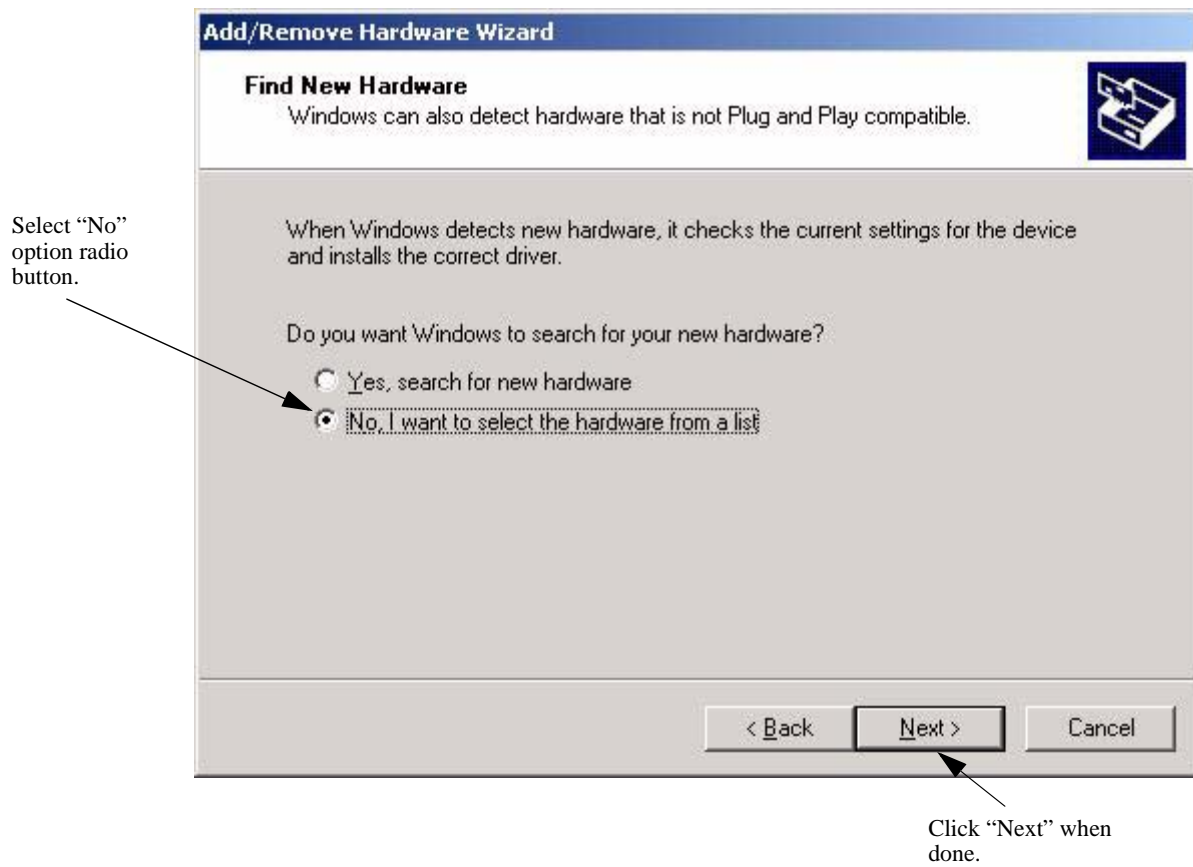 Add/Remove Hardware Wizard
Find New Hardware
Windows can also detect hardware that is not Plug and Play compatible.
Select “No”
option radio
button.
When Windows detects new hardware, it checks the current settings for the device
and installs the correct driver.
Do you want Windows to search for your new hardware?
Yes, search for new hardware
No, I want to select the hardware from a list
< Back
Next >
Cancel
Click “Next” when
done.